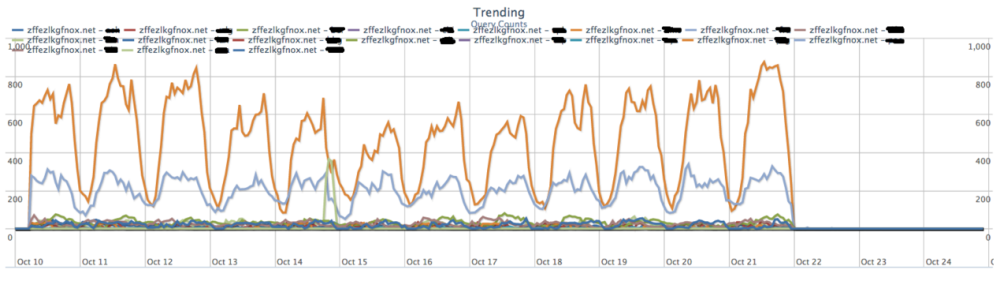 Trending
Query Counts
zffezlkgfnox.net – zffezlkgfnox.net – zffezlkgfnox.net – zffezlkgfnox.net – zffezlkgfnox.net – zffezlkgfnox.net – zffezlkgfnox.net – zffezlkgfnox.net –
zffezlkgfnox.net – zffezlkgfnox.net – zffezlkgfnox.net – zffezlkgfnox.net – zffezlkgfnox.net – zffezlkgfnox.net – zffezlkgfnox.net – zffezlkgfnox.net –
zffezlkgfnox.net – zffezlkgfnox.net – zffezlkgfnox.net –
1,000 1,000
800 800
600 600
400 400
200 200
0 0
Oct 10 Oct 11 Oct 12 Oct 13 Oct 14 Oct 15 Oct 16 Oct 17 Oct 18 Oct 19 Oct 20 Oct 21 Oct 22 Oct 23 Oct 24